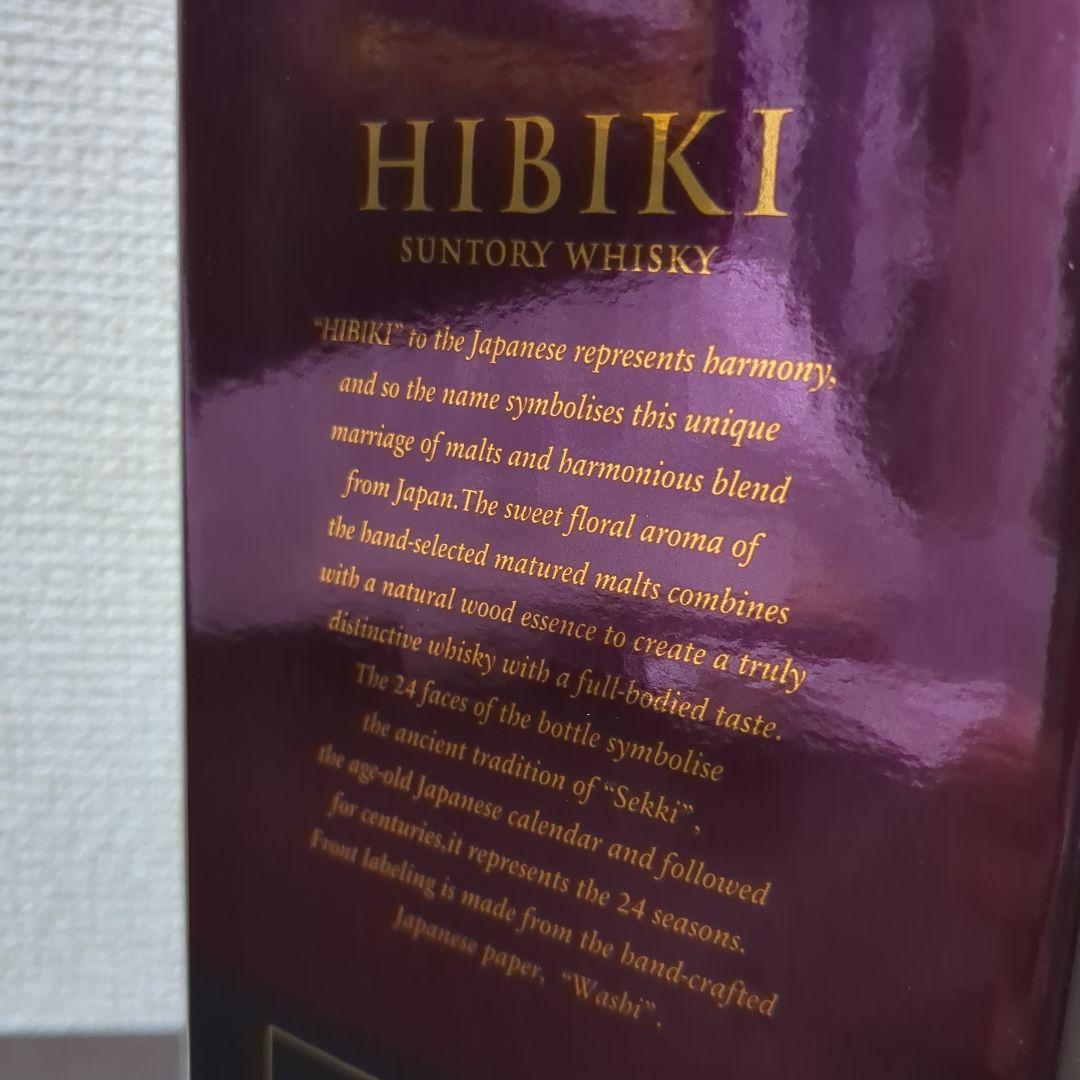 HIBIKI
SUNTORY WHISKY
“HIBIKI” to the Japanese represents harmony,
and so the name symbolises this unique
marriage of malts and harmonious blend
from Japan.The sweet floral aroma of
the hand-selected matured malts combines
with a natural wood essence to create a truly
distinctive whisky with a full-bodied taste.
The 24 faces of the bottle symbolise
the ancient tradition of “Sekki”,
the age-old Japanese calendar and followed
for centuries,it represents the 24 seasons.
Front labeling is made from the hand-crafted
Japanese paper, “Washi”.